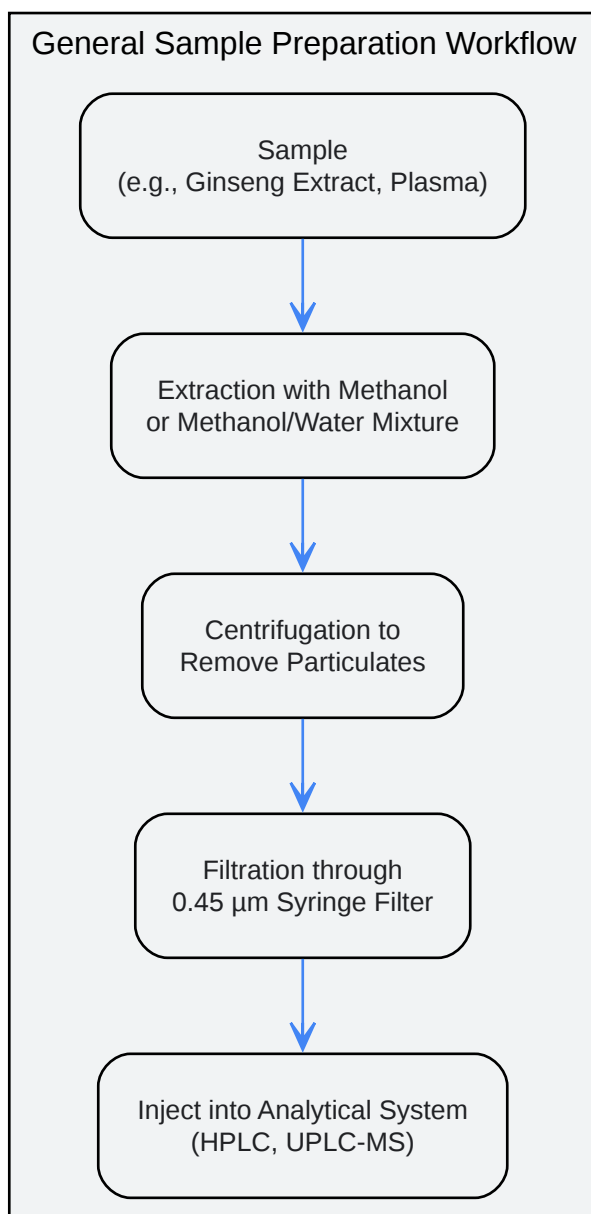 General Sample Preparation Workflow
Sample
(e.g., Ginseng Extract, Plasma)
Extraction with Methanol
or Methanol/Water Mixture
Centrifugation to
Remove Particulates
Filtration through
0.45 µm Syringe Filter
Inject into Analytical System
(HPLC, UPLC-MS)